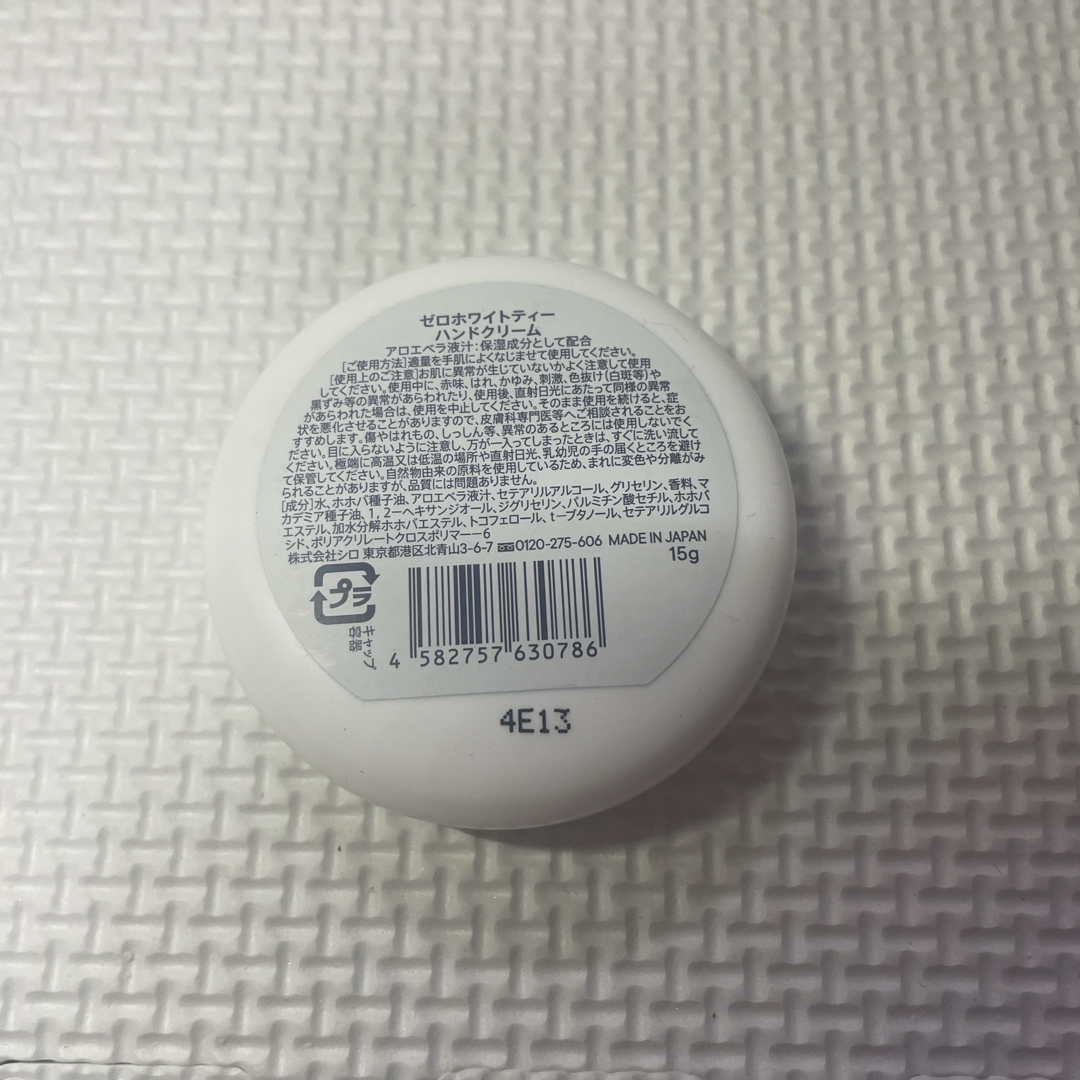 ゼロホワイトティー
ハンドクリーム
アロエベラ液汁:保湿成分として配合
[ご使用方法]適量を手肌によくなじませて使用してください。
[使用上のご注意]お肌に異常が生じていないかよく注意して使用
してください。使用中に、赤味、はれ、かゆみ、刺激、色抜け(白斑等)や
黒ずみ等の異常があらわれたり、使用後、直射日光にあたって同様の異常
があらわれた場合は、使用を中止してください。そのまま使用を続けると、症
状を悪化させることがありますので、皮膚科専門医等へご相談されることをお
すすめします。傷やはれもの、しっしん等、異常のあるところには使用しないでく
ださい。目に入らないように注意し、万が一入ってしまったときは、すぐに洗い流して
ください。極端に高温又は低温の場所や直射日光、乳幼児の手の届くところを避け
て保管してください。自然物由来の原料を使用しているため、まれに変色や分離がみ
られることがありますが、品質には問題ありません。
[成分]水、ホホバ種子油、アロエベラ液汁、セテアリルアルコール、グリセリン、香料、マ
カデミア種子油、1,2-ヘキサンジオール、ジグリセリン、パルミチン酸セチル、ホホバ
エステル、加水分解ホホバエステル、トコフェロール、t-ブタノール、セテアリルグルコ
シド、ポリアクリレートクロスポリマー-6
株式会社シロ 東京都港区北青山3-6-7 0120-275-606 MADE IN JAPAN
15g
プラ
キャップ
容器
4 582757 630786
4E13